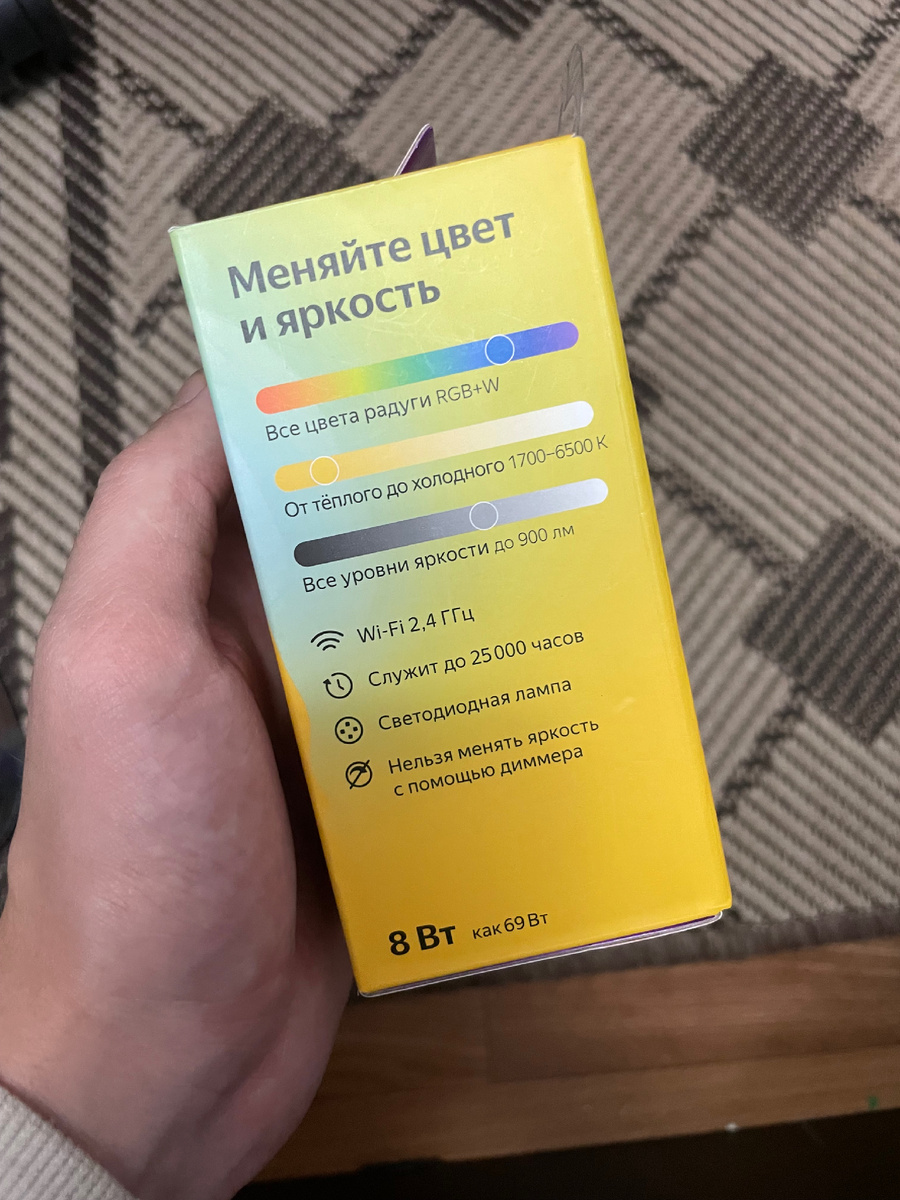 Меняйте цвет
и яркость
Все цвета радуги RGB+W
От тёплого до холодного 1700–6500 К
Все уровни яркости до 900 лм
Wi-Fi 2,4 ГГц
Служит до 25 000 часов
Светодиодная лампа
Нельзя менять яркость
с помощью диммера
8 Вт как 69 Вт